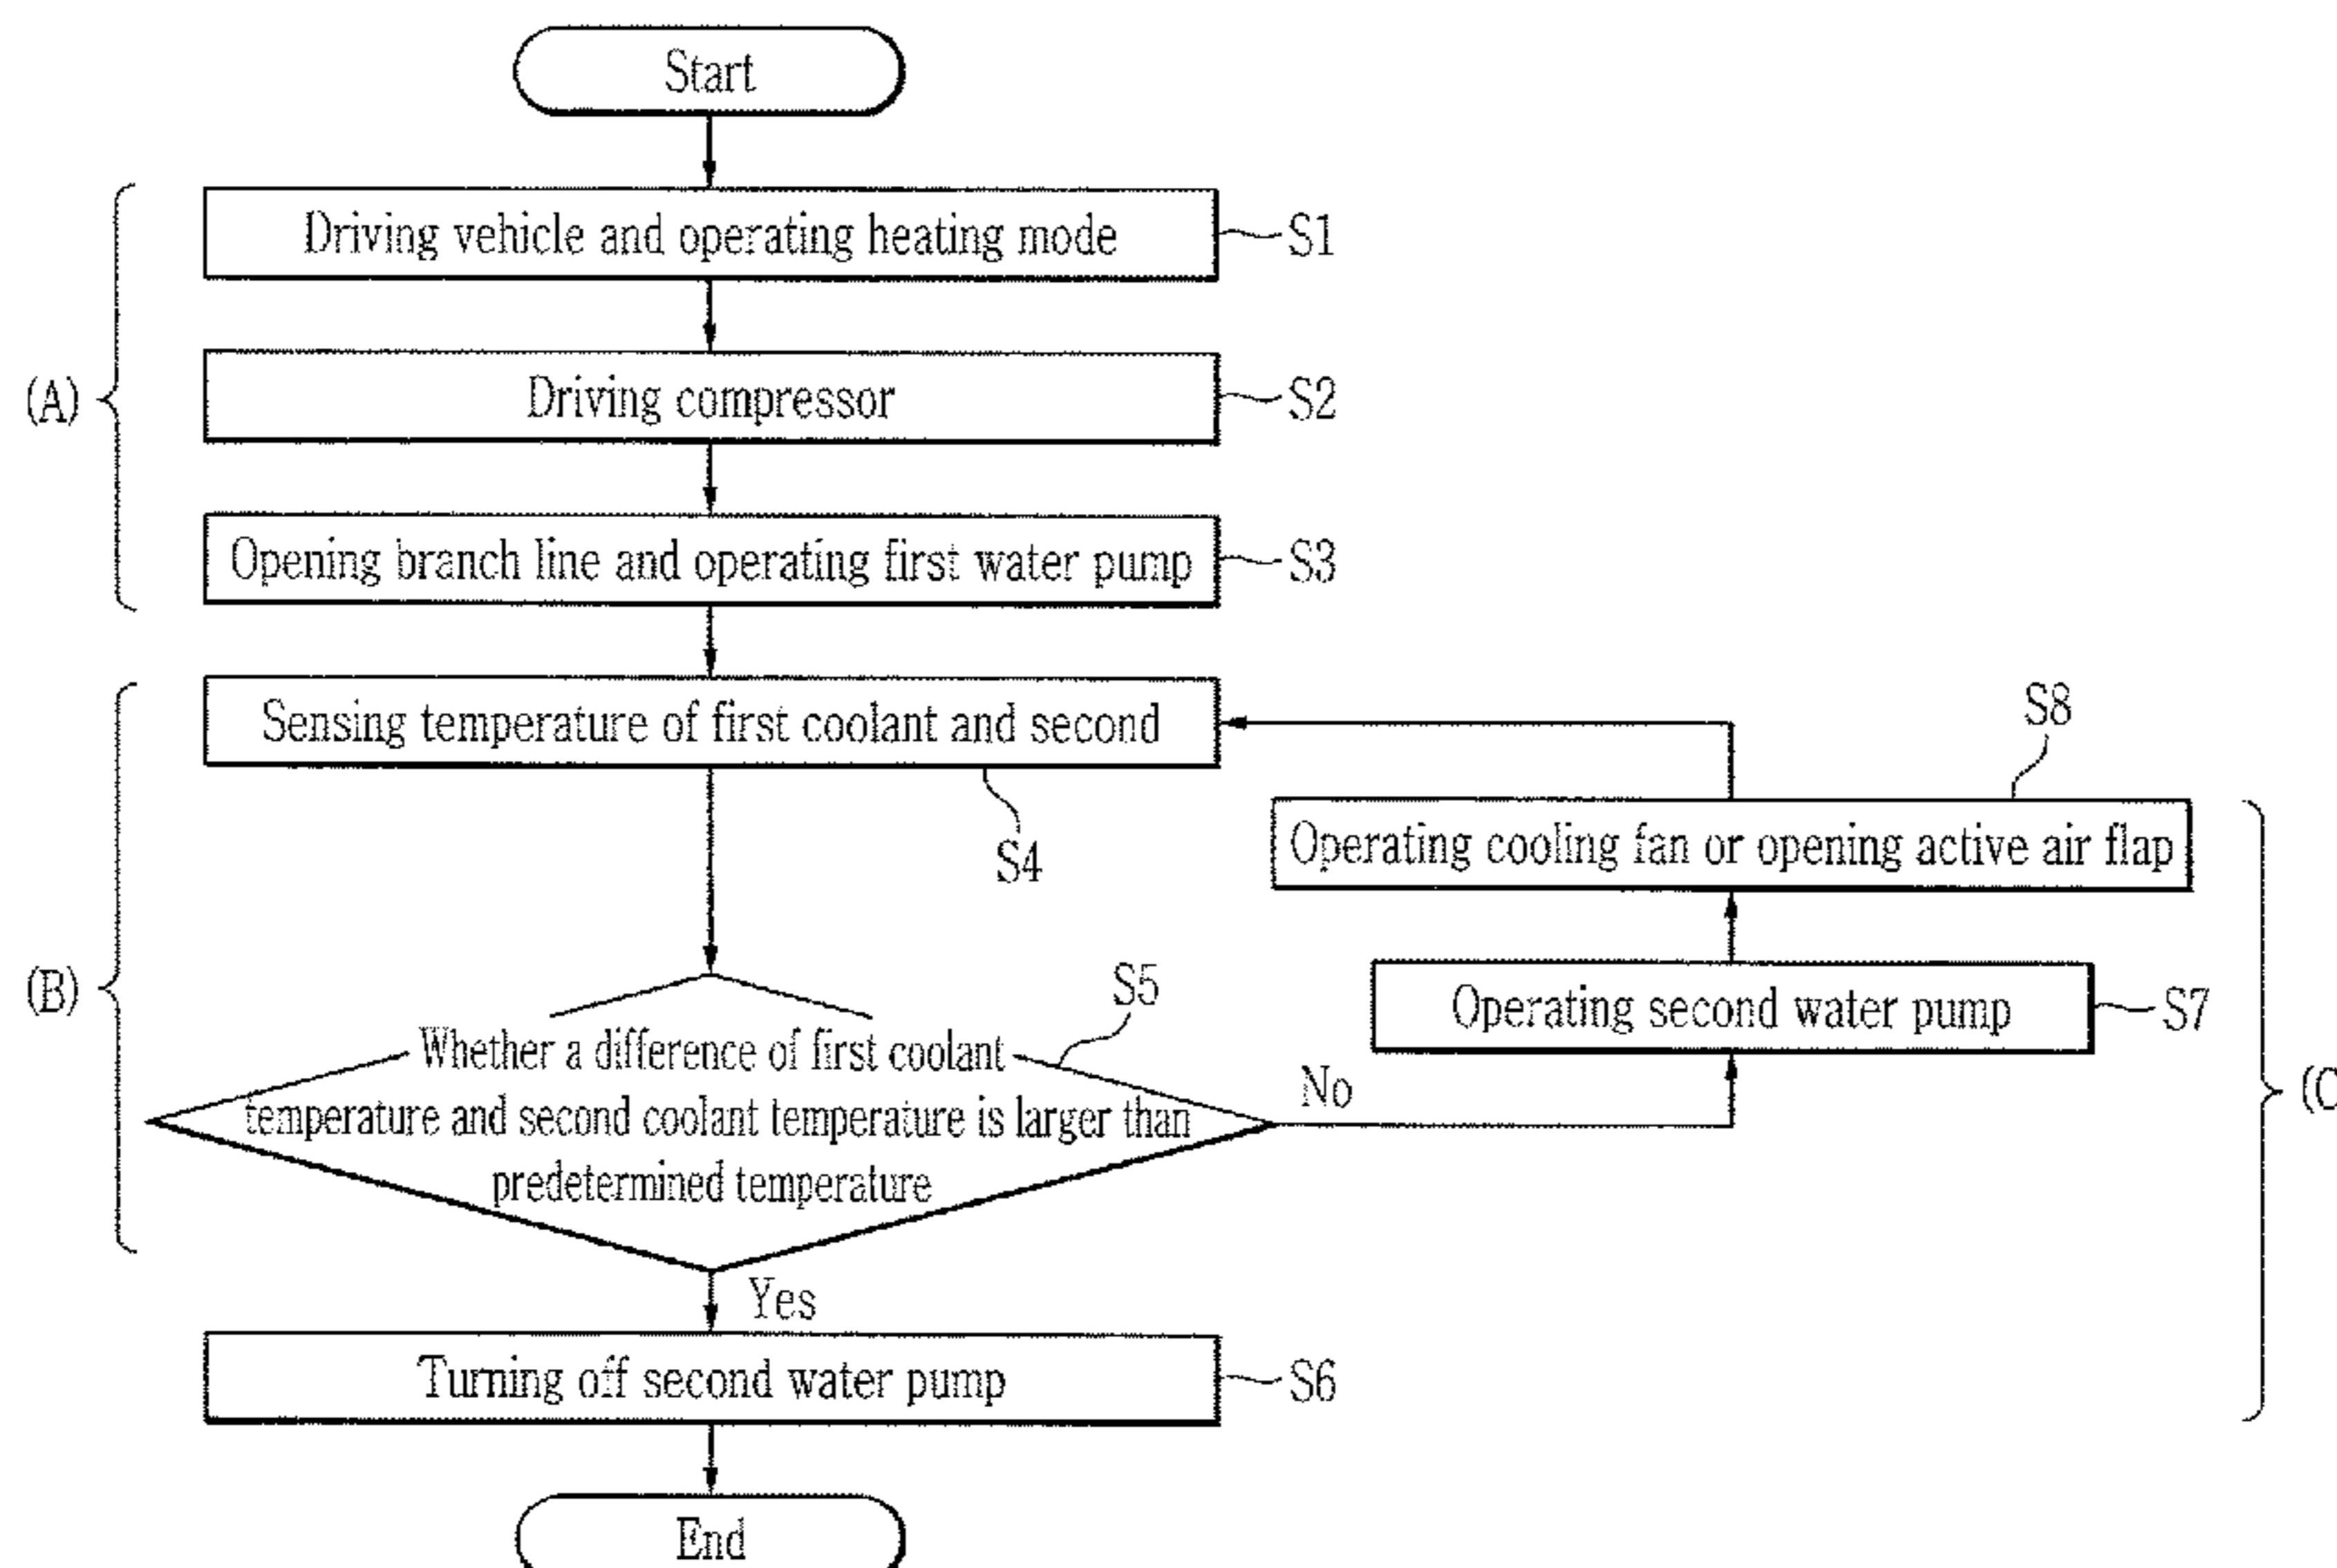 Start
(A)
Driving vehicle and operating heating mode
S1
Driving compressor
S2
Opening branch line and operating first water pump
S3
(B)
Sensing temperature of first coolant and second
S4
Whether a difference of first coolant
temperature and second coolant temperature is larger than
predetermined temperature
S5
No
Yes
S8
Operating cooling fan or opening active air flap
Operating second water pump
S7
(C
Turning off second water pump
S6
End